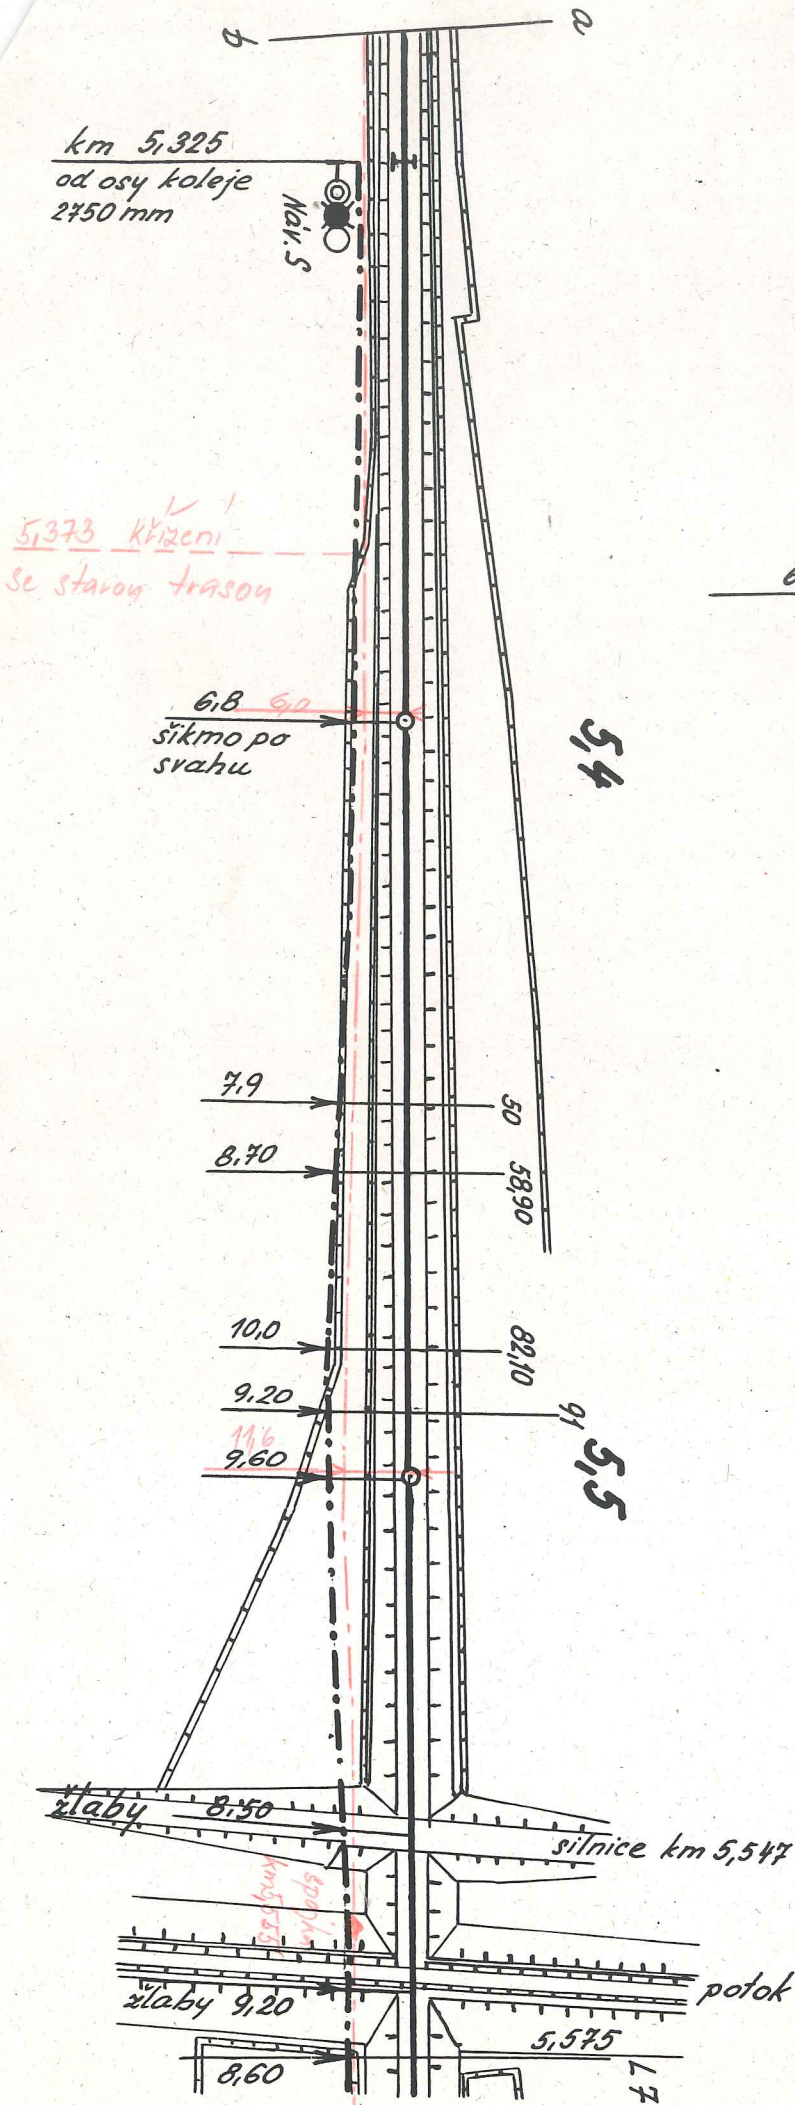 a
b
km 5,325
od osy koleje
2750 mm
Náv. S
5,373 křížení
se starou trasou
6
6,8 6,0
šikmo po
svahu
5,4
7,9
50
8,70
58,90
10,0
82,10
9,20
91
5,5
11,6
9,60
žlaby 8,50
silnice km 5,547
spojka
žlaby 9,20
potok
5,575
8,60
L7